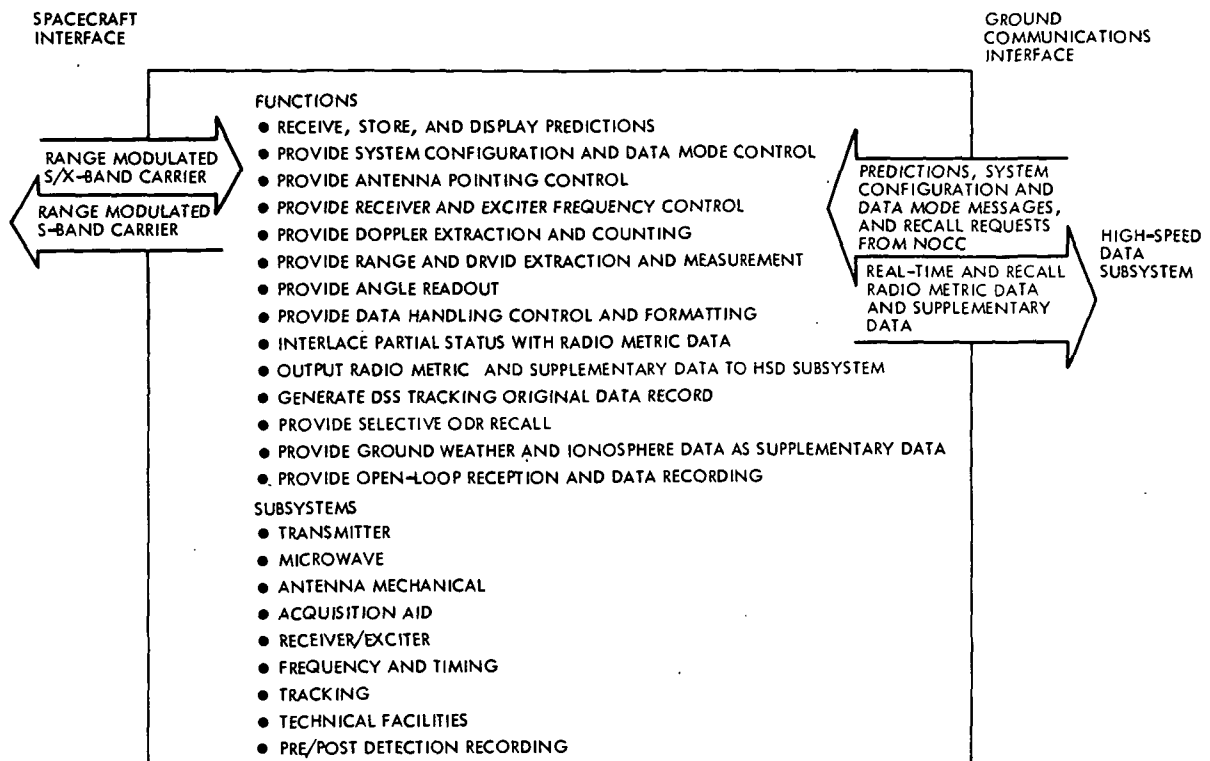 SPACECRAFT
INTERFACE
GROUND
COMMUNICATIONS
INTERFACE
RANGE MODULATED
S/X-BAND CARRIER
RANGE MODULATED
S-BAND CARRIER
FUNCTIONS
● RECEIVE, STORE, AND DISPLAY PREDICTIONS
● PROVIDE SYSTEM CONFIGURATION AND DATA MODE CONTROL
● PROVIDE ANTENNA POINTING CONTROL
● PROVIDE RECEIVER AND EXCITER FREQUENCY CONTROL
● PROVIDE DOPPLER EXTRACTION AND COUNTING
● PROVIDE RANGE AND DRVID EXTRACTION AND MEASUREMENT
● PROVIDE ANGLE READOUT
● PROVIDE DATA HANDLING CONTROL AND FORMATTING
● INTERLACE PARTIAL STATUS WITH RADIO METRIC DATA
● OUTPUT RADIO METRIC AND SUPPLEMENTARY DATA TO HSD SUBSYSTEM
● GENERATE DSS TRACKING ORIGINAL DATA RECORD
● PROVIDE SELECTIVE ODR RECALL
● PROVIDE GROUND WEATHER AND IONOSPHERE DATA AS SUPPLEMENTARY DATA
● PROVIDE OPEN-LOOP RECEPTION AND DATA RECORDING
SUBSYSTEMS
● TRANSMITTER
● MICROWAVE
● ANTENNA MECHANICAL
● ACQUISITION AID
● RECEIVER/EXCITER
● FREQUENCY AND TIMING
● TRACKING
● TECHNICAL FACILITIES
● PRE/POST DETECTION RECORDING
PREDICTIONS, SYSTEM
CONFIGURATION AND
DATA MODE MESSAGES,
AND RECALL REQUESTS
FROM NOCC
REAL-TIME AND RECALL
RADIO METRIC DATA
AND SUPPLEMENTARY
DATA
HIGH-SPEED
DATA
SUBSYSTEM